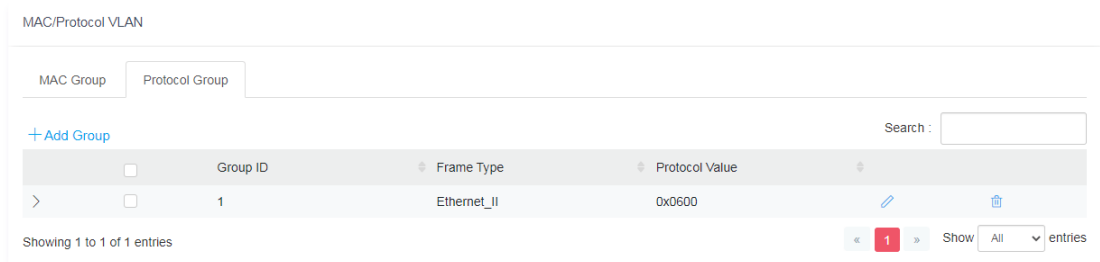 MAC/Protocol VLAN
MAC Group Protocol Group
+Add Group Search :
Group ID Frame Type Protocol Value
1 Ethernet_II 0x0600
Showing 1 to 1 of 1 entries « 1 » Show All entries